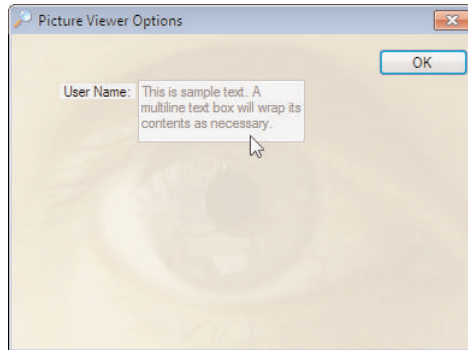 Picture Viewer Options
OK
User Name:
This is sample text. A
multiline text box will wrap its
contents as necessary.